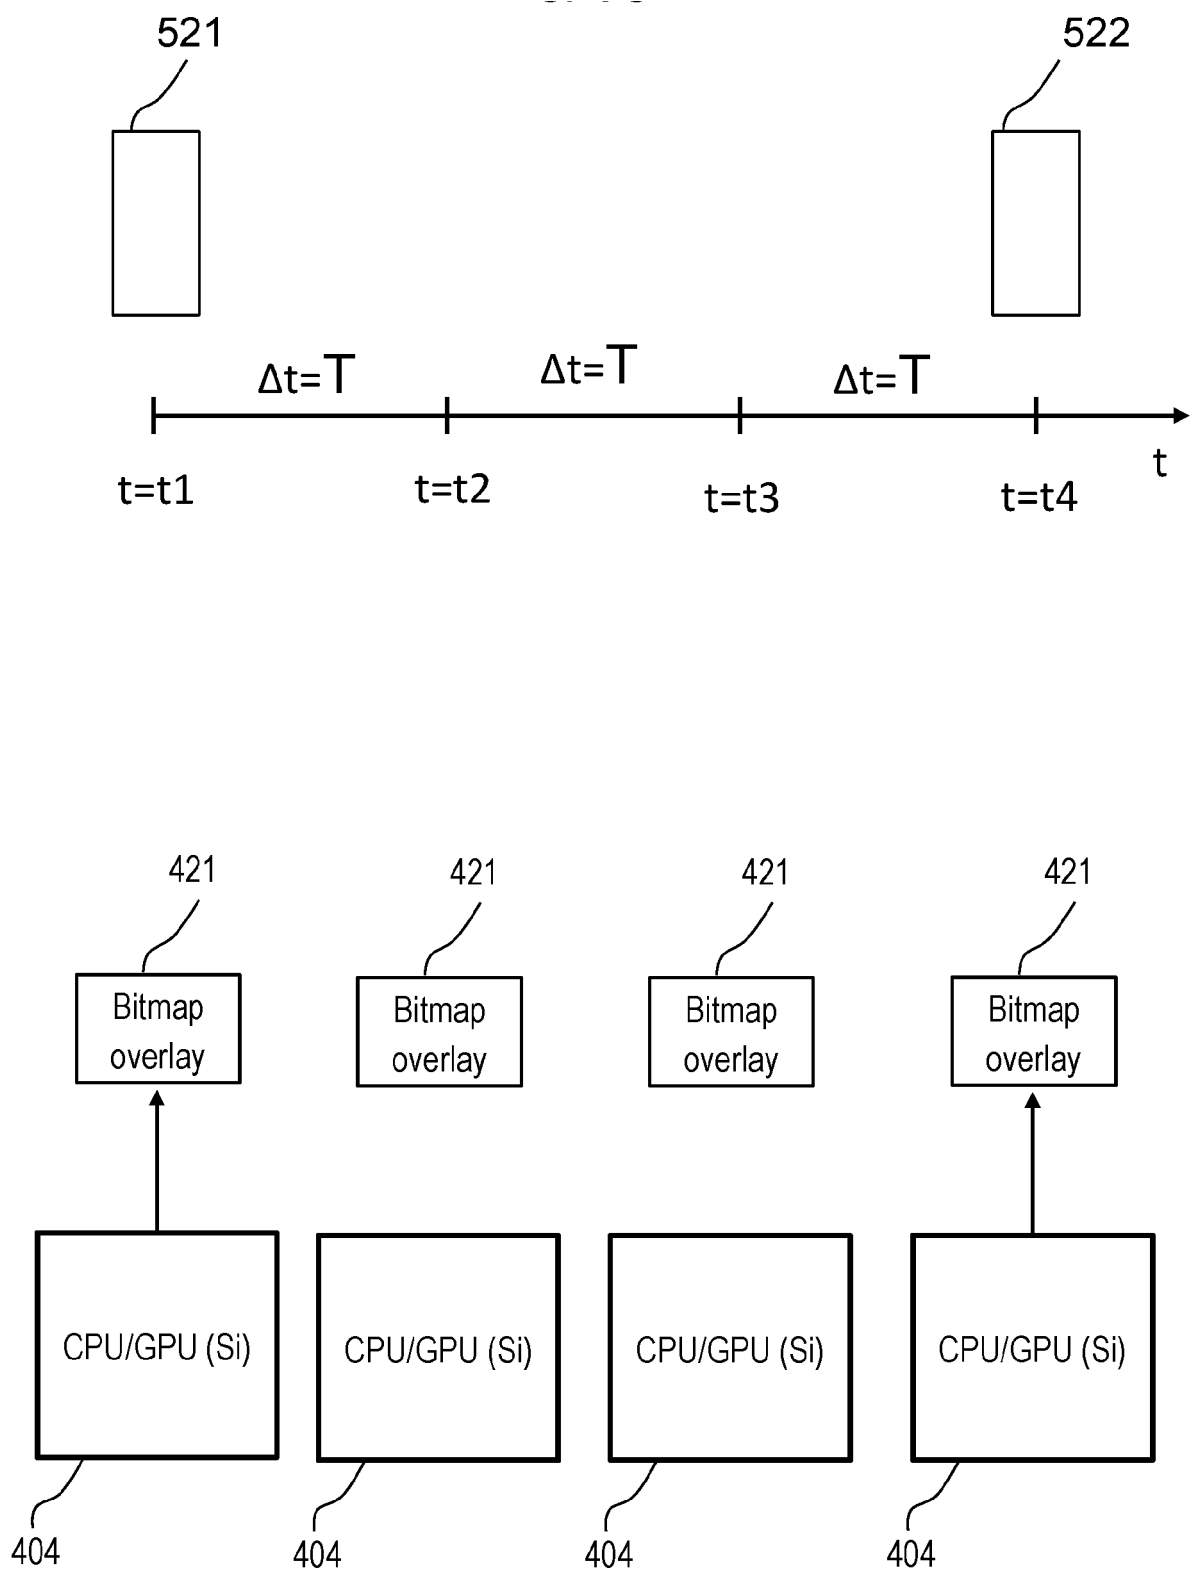 521
522
Δt=T
Δt=T
Δt=T
t
t=t1
t=t2
t=t3
t=t4
421
421
421
421
Bitmap
overlay
Bitmap
overlay
Bitmap
overlay
Bitmap
overlay
CPU/GPU (Si)
CPU/GPU (Si)
CPU/GPU (Si)
CPU/GPU (Si)
404
404
404
404